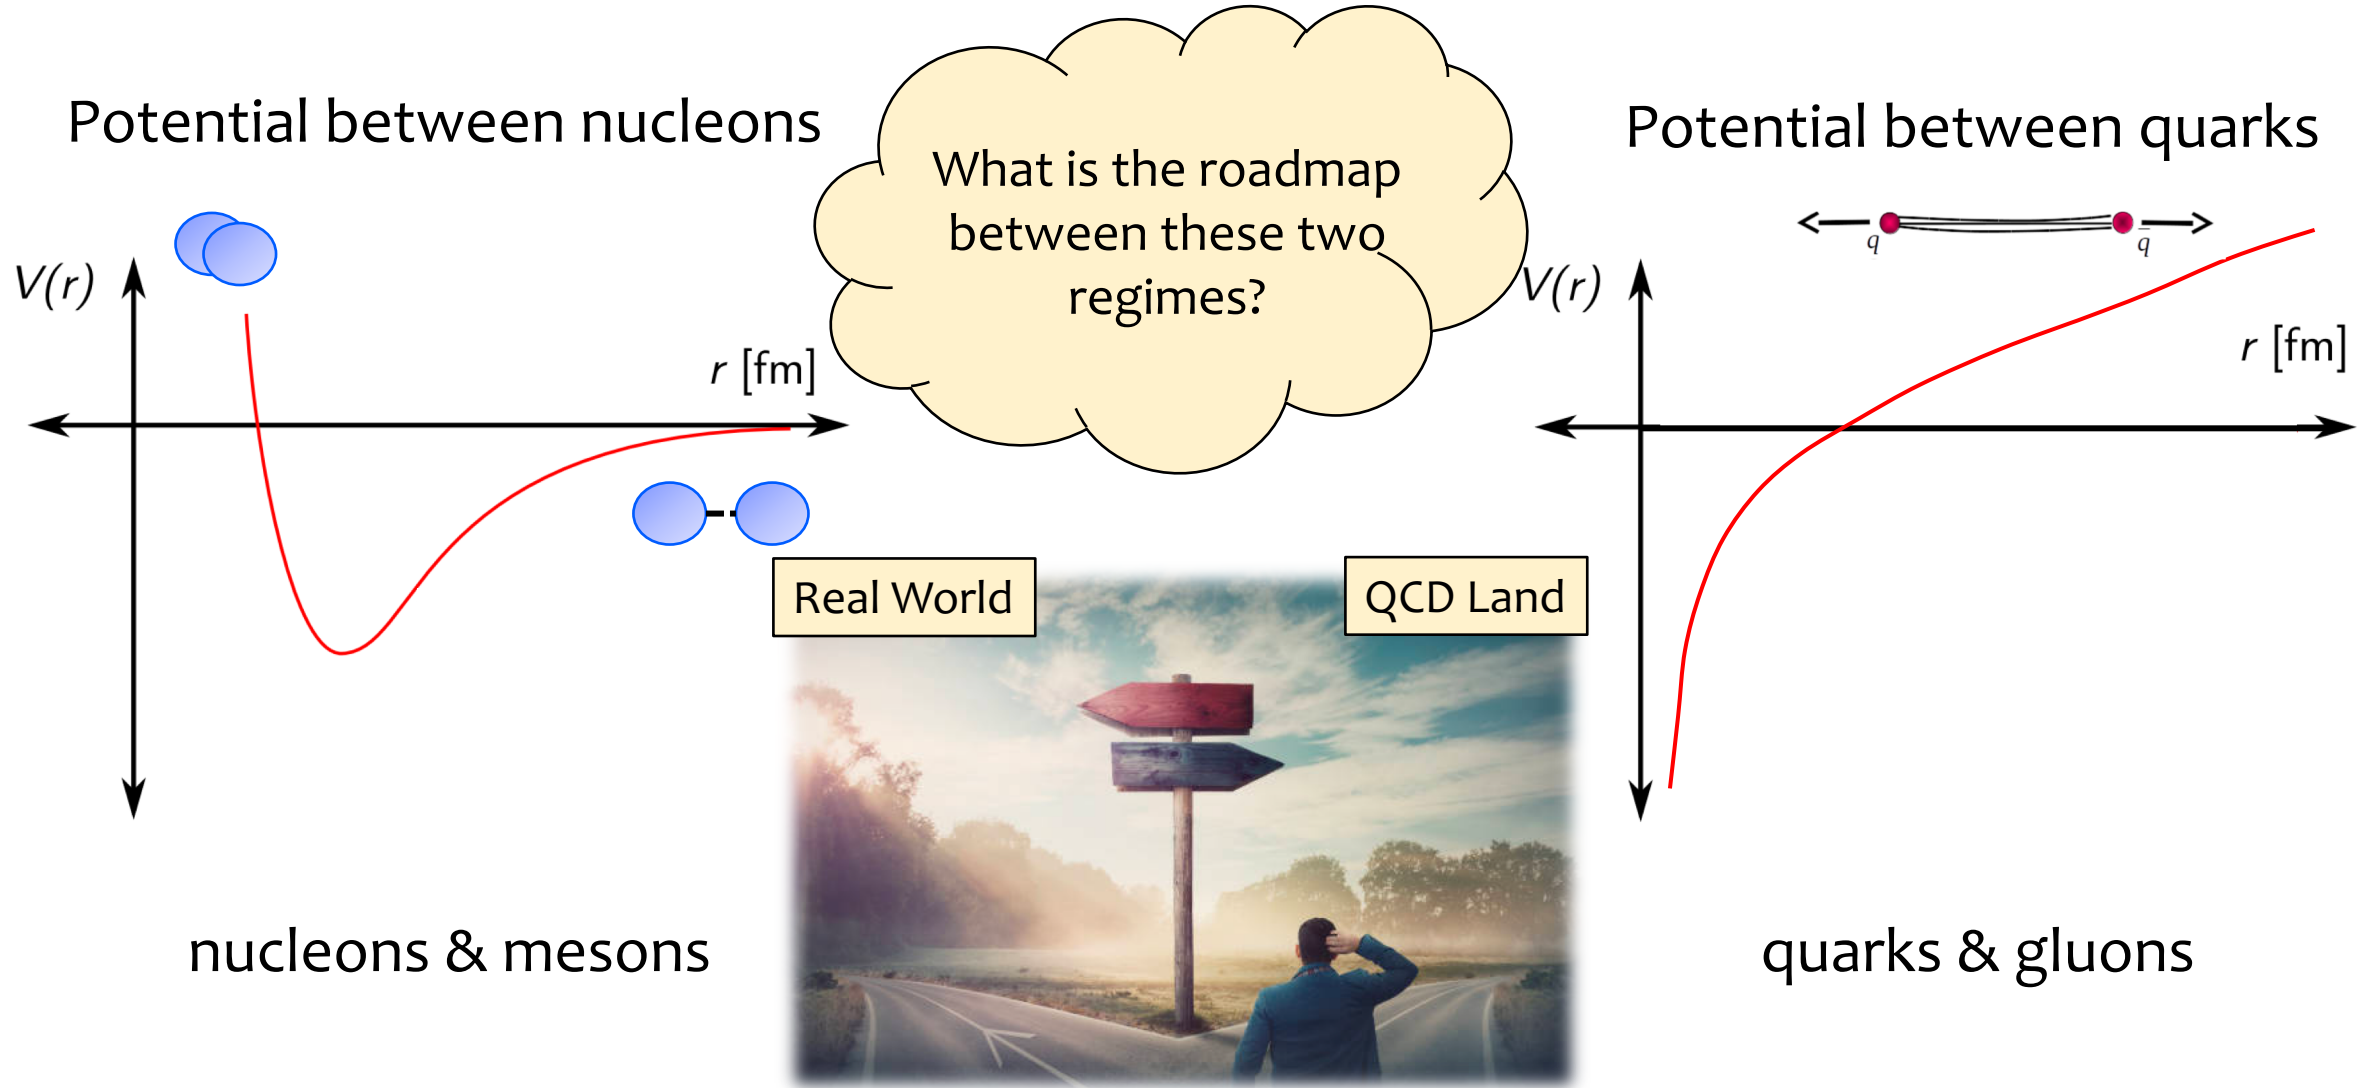 Potential between nucleons
What is the roadmap
between these two
regimes?
Potential between quarks
q
q̄
V(r)
r [fm]
V(r)
r [fm]
Real World
QCD Land
nucleons & mesons
quarks & gluons